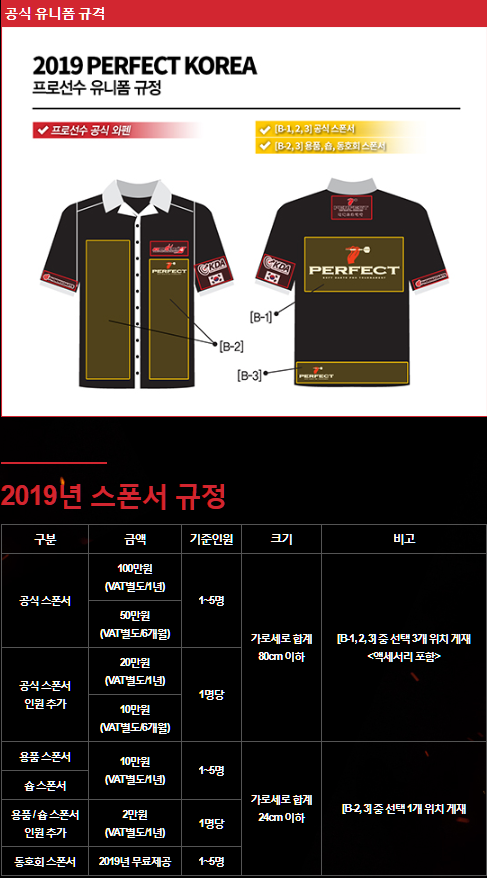 공식 유니폼 규격
2019 PERFECT KOREA
프로선수 유니폼 규정
프로선수 공식 와펜
[B-1, 2, 3] 공식 스폰서
[B-2, 3] 용품, 숍, 동호회 스폰서
PERFECT
KDA
PERFECT
KDA
PERFECT
[B-1]
[B-2]
[B-3]
PERFECT
2019년 스폰서 규정
구분 금액 기준인원 크기 비고
공식 스폰서
100만원
(VAT별도/1년)
50만원
(VAT별도/6개월)
1~5명
공식 스폰서
인원 추가
20만원
(VAT별도/1년)
10만원
(VAT별도/6개월)
1명당
가로세로 합계
80cm 이하
[B-1, 2, 3] 중 선택 3개 위치 게재
<액세서리 포함>
용품 스폰서
숍 스폰서
10만원
(VAT별도/1년)
1~5명
용품 / 숍 스폰서
인원 추가
2만원
(VAT별도/1년)
1명당
동호회 스폰서
2019년 무료제공
1~5명
가로세로 합계
24cm 이하
[B-2, 3] 중 선택 1개 위치 게재